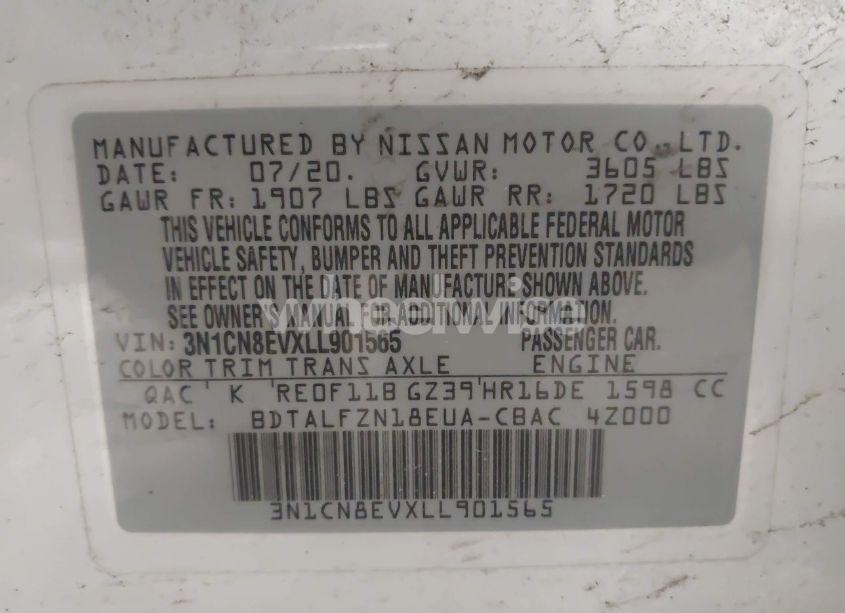 MANUFACTURED BY NISSAN MOTOR CO.,LTD.
DATE: 07/20. GVWR: 3605 LBS
GAWR FR: 1907 LBS GAWR RR: 1720 LBS
THIS VEHICLE CONFORMS TO ALL APPLICABLE FEDERAL MOTOR
VEHICLE SAFETY, BUMPER AND THEFT PREVENTION STANDARDS
IN EFFECT ON THE DATE OF MANUFACTURE SHOWN ABOVE.
SEE OWNER'S MANUAL FOR ADDITIONAL INFORMATION.
VIN: 3N1CN8EVXLL901565 PASSENGER CAR.
COLOR TRIM TRANS AXLE ENGINE
QAC K RE0F11B GZ39 HR16DE 1598 CC
MODEL: BDTALFZN18EUA-CBAC 4Z000
3N1CN8EVXLL901565